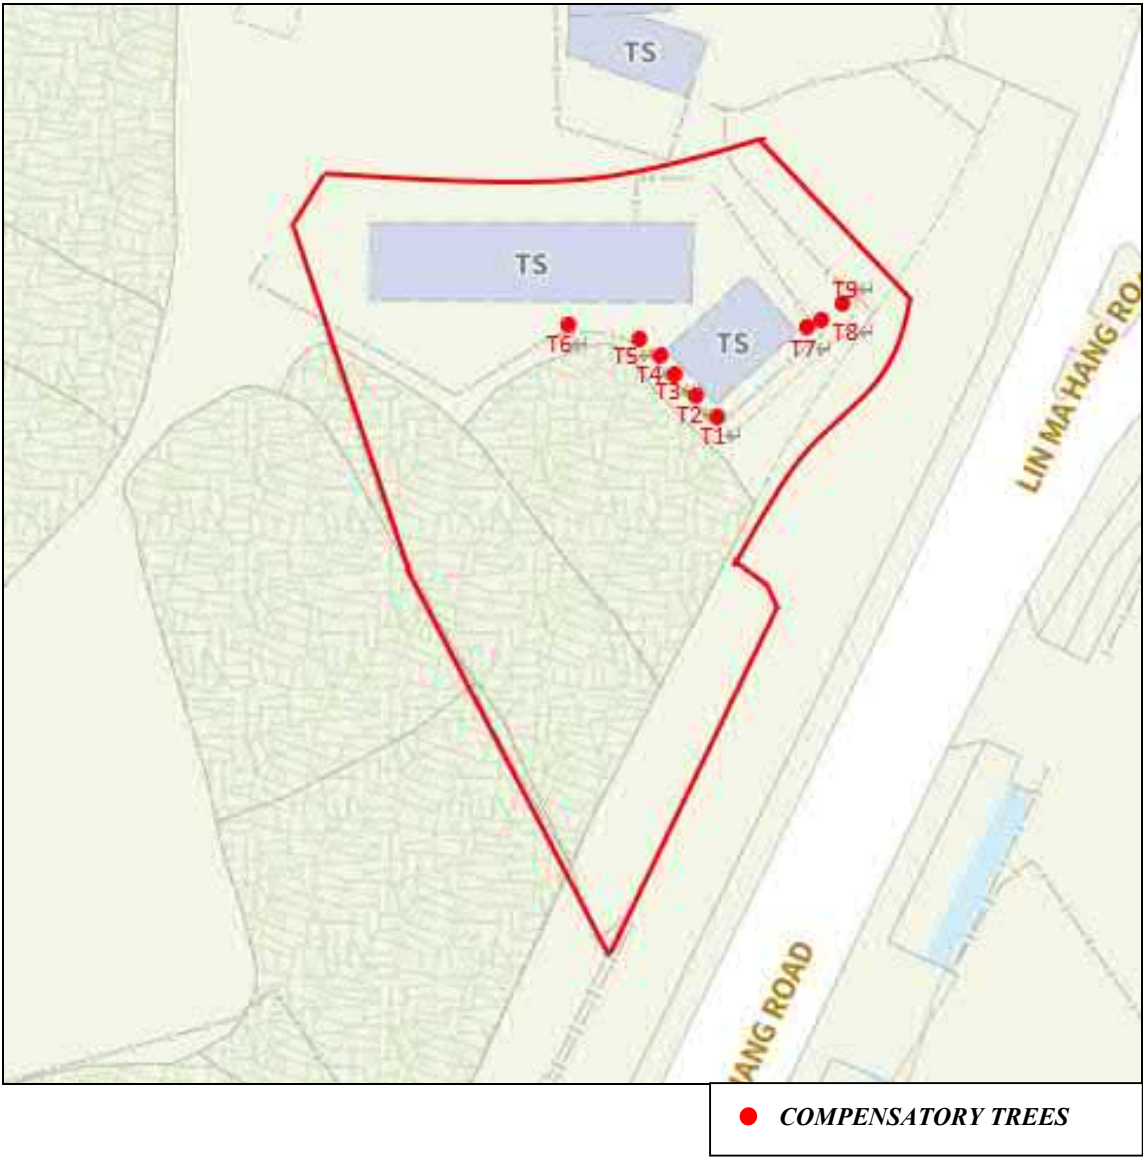 TS
TS
TS
T9↵
T8↵
T7↵
T6↵
T5↵
T4↵
T3↵
T2↵
T1↵
LIN MA HANG RO
HANG ROAD
COMPENSATORY TREES